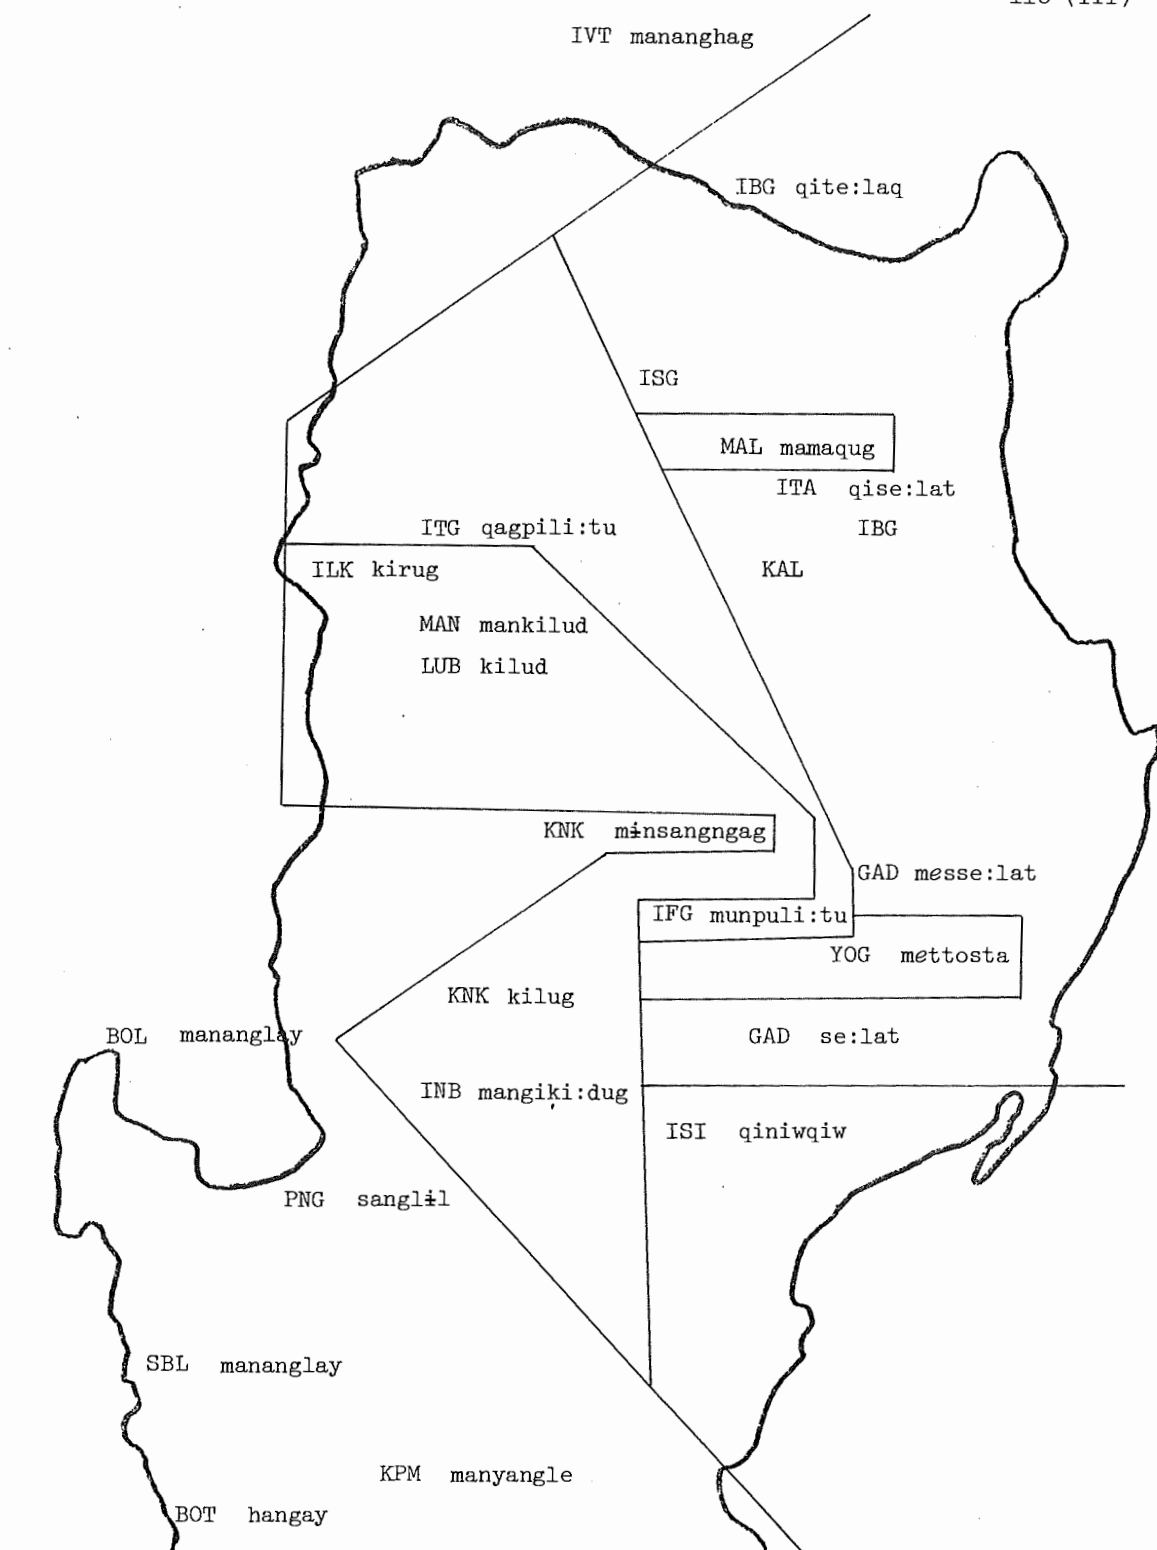 IVT mananghag
IBG qite:laq
ISG
MAL mamaqug
ITA qise:lat
ITG qagpili:tu
IBG
ILK kirug
KAL
MAN mankilud
LUB kilud
KNK mɨnsangngag
GAD messe:lat
IFG munpuli:tu
YOG mettosta
KNK kilug
BOL mananglay
GAD se:lat
INB mangiḳi:dug
ISI qiniwqiw
PNG sanglɨl
SBL mananglay
KPM manyangle
BOT hangay